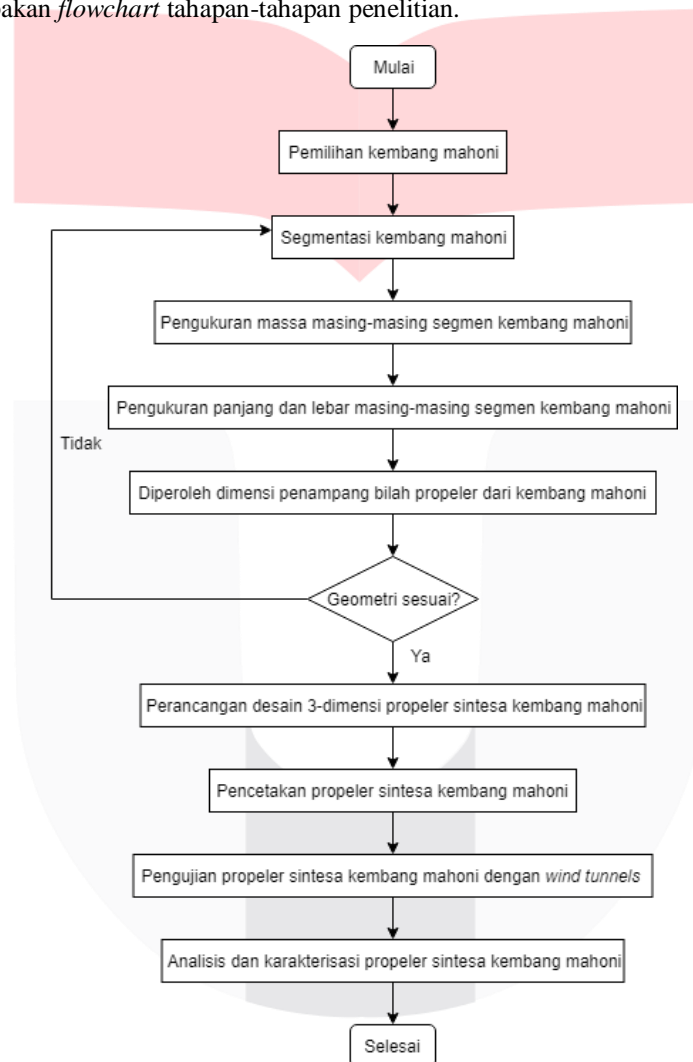 flowchart tahapan-tahapan penelitian.
Mulai
Pemilihan kembang mahoni
Segmentasi kembang mahoni
Pengukuran massa masing-masing segmen kembang mahoni
Pengukuran panjang dan lebar masing-masing segmen kembang mahoni
Tidak
Diperoleh dimensi penampang bilah propeler dari kembang mahoni
Geometri sesuai?
Ya
Perancangan desain 3-dimensi propeler sintesa kembang mahoni
Pencetakan propeler sintesa kembang mahoni
Pengujian propeler sintesa kembang mahoni dengan wind tunnels
Analisis dan karakterisasi propeler sintesa kembang mahoni
Selesai